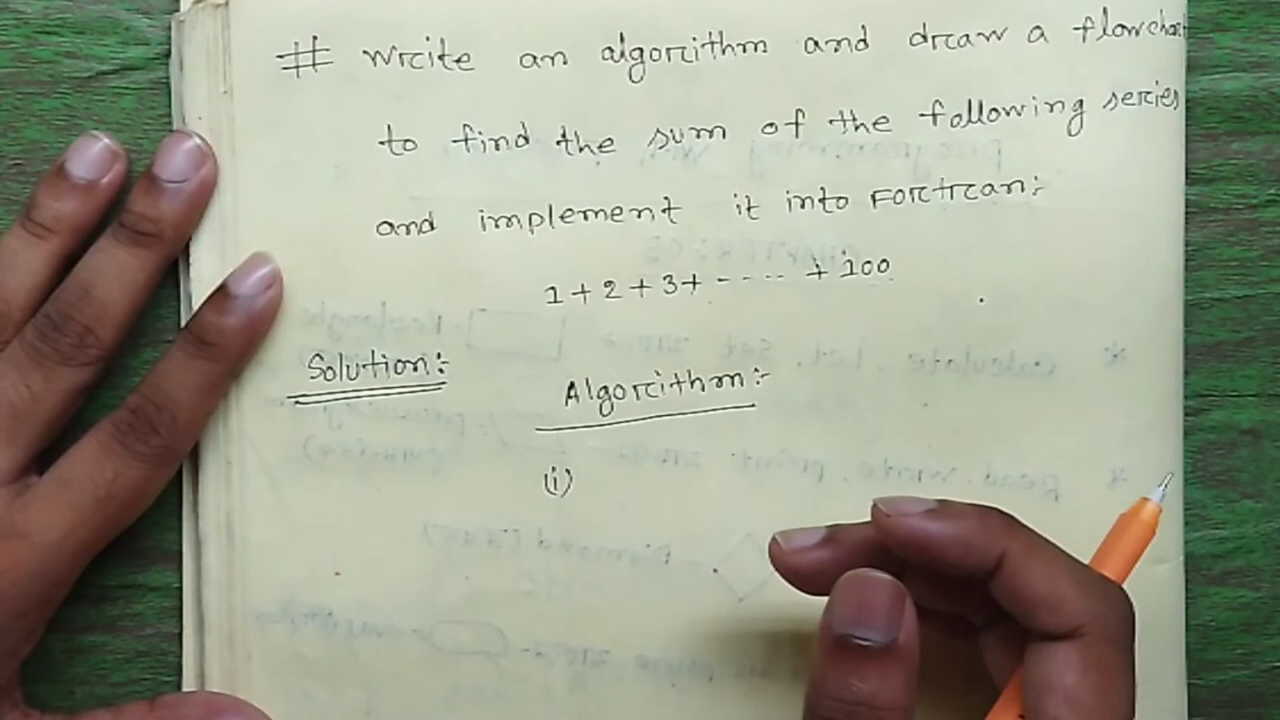 # Write an algorithm and draw a flowchart
to find the sum of the following series
and implement it into Fortran:
1 + 2 + 3 + - - - - - + 100
Solution:
Algorithm:
(i)